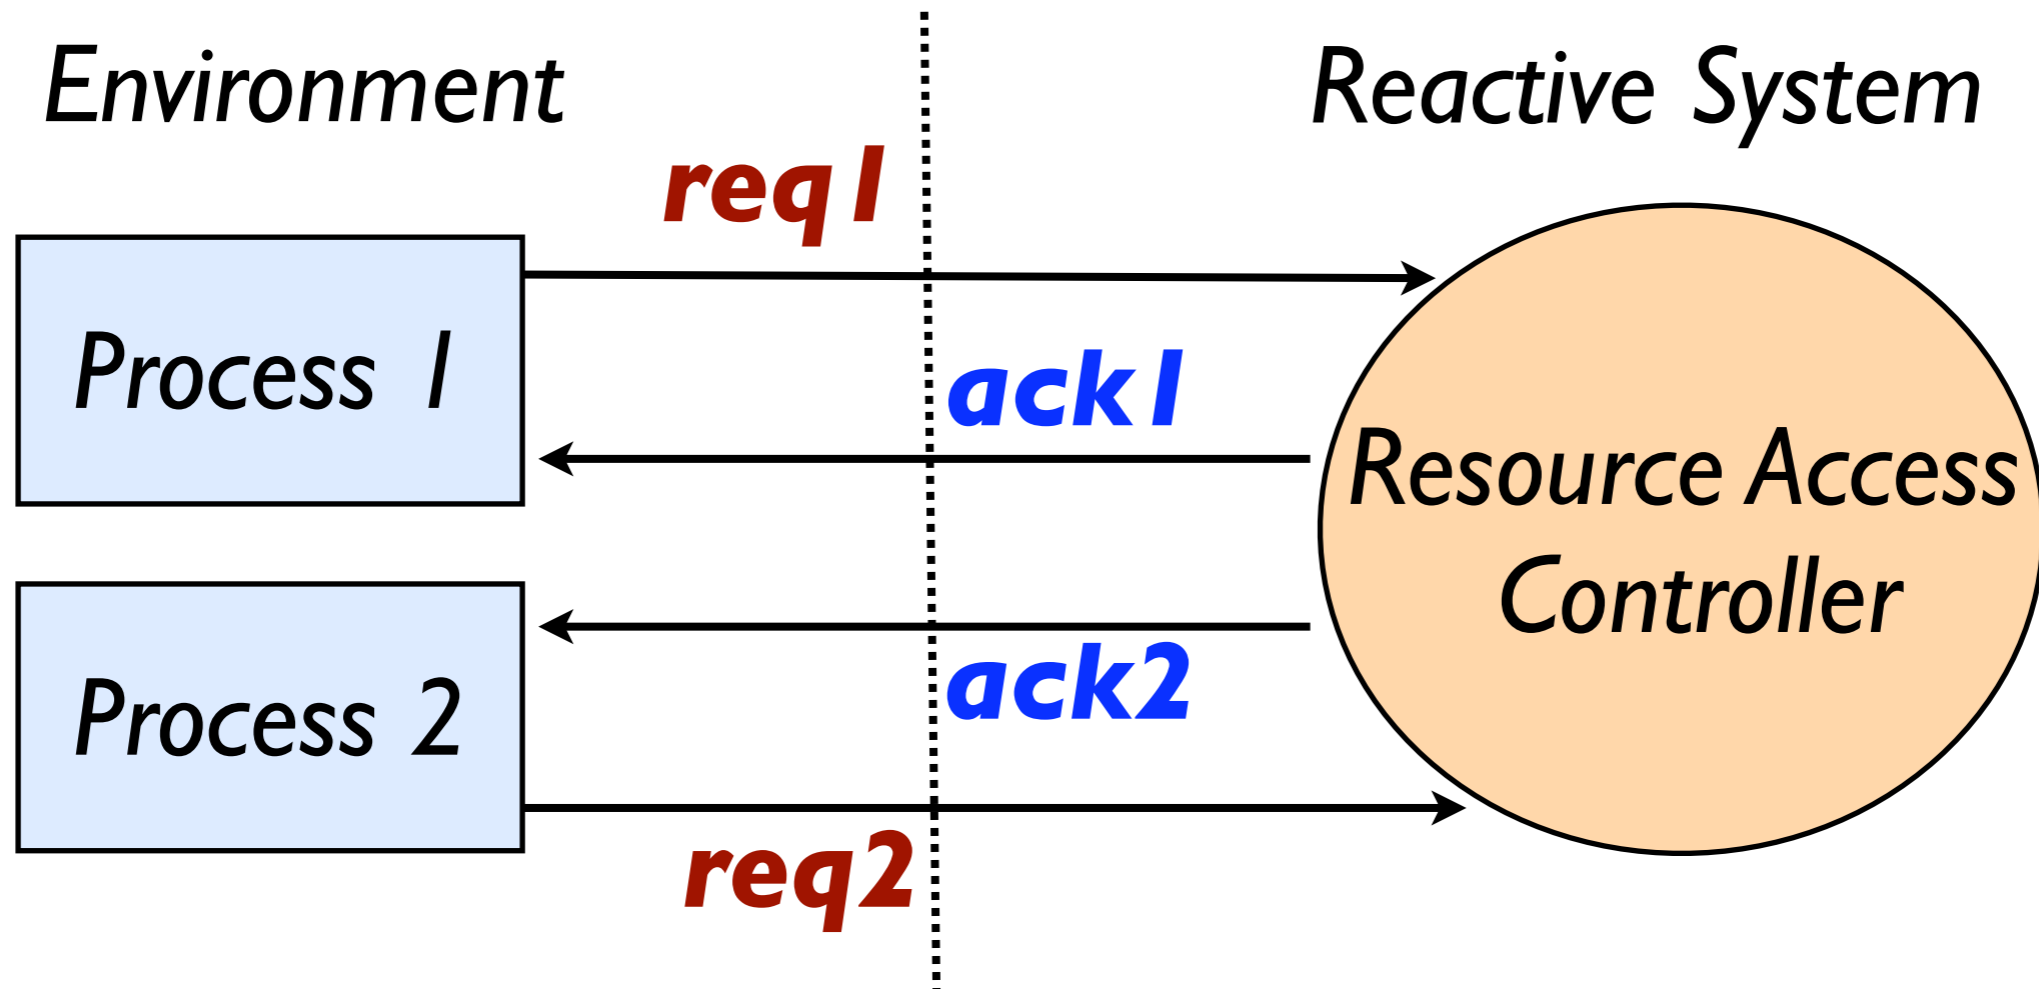 Environment
Reactive System
req1
Process 1
ack1
Resource Access
Controller
ack2
Process 2
req2